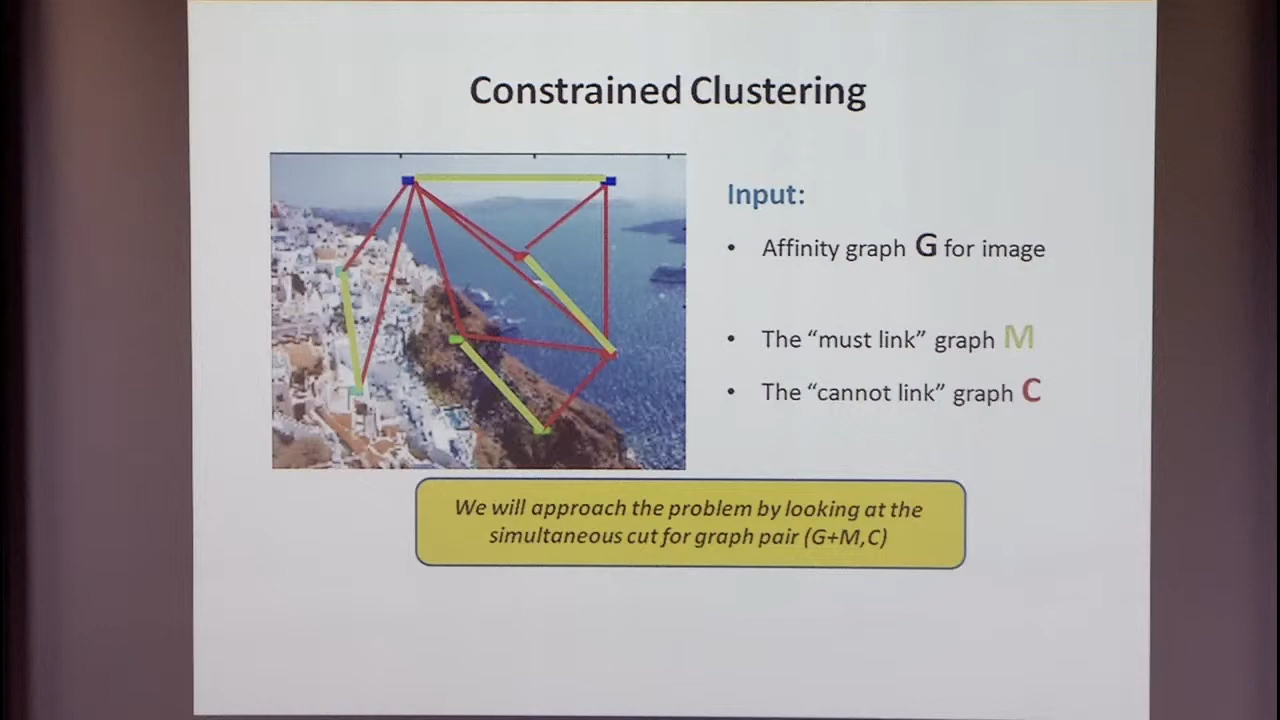 Constrained Clustering
Input:
• Affinity graph G for image
• The “must link” graph M
• The “cannot link” graph C
We will approach the problem by looking at the
simultaneous cut for graph pair (G+M,C)